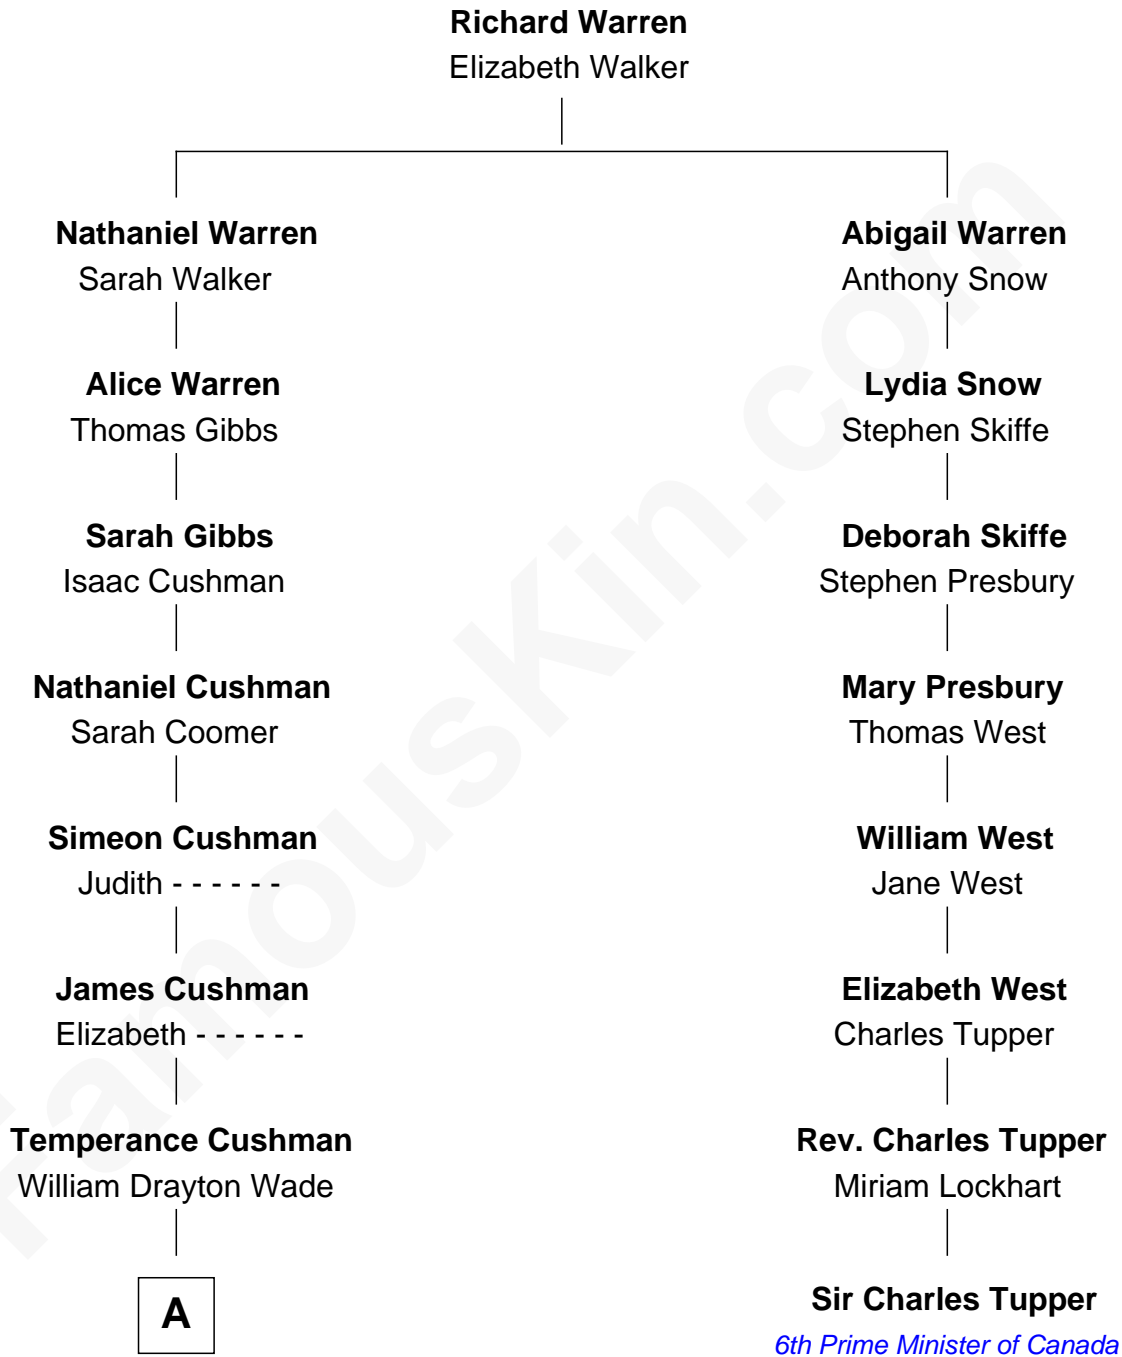 Richard Warren
Elizabeth Walker
Nathaniel Warren
Sarah Walker
Abigail Warren
Anthony Snow
Alice Warren
Thomas Gibbs
Lydia Snow
Stephen Skiffe
Sarah Gibbs
Isaac Cushman
Deborah Skiffe
Stephen Presbury
Nathaniel Cushman
Sarah Coomer
Mary Presbury
Thomas West
Simeon Cushman
Judith - - - - - -
William West
Jane West
James Cushman
Elizabeth - - - - - -
Elizabeth West
Charles Tupper
Temperance Cushman
William Drayton Wade
Rev. Charles Tupper
Miriam Lockhart
A
Sir Charles Tupper
6th Prime Minister of Canada
FamousKin.com